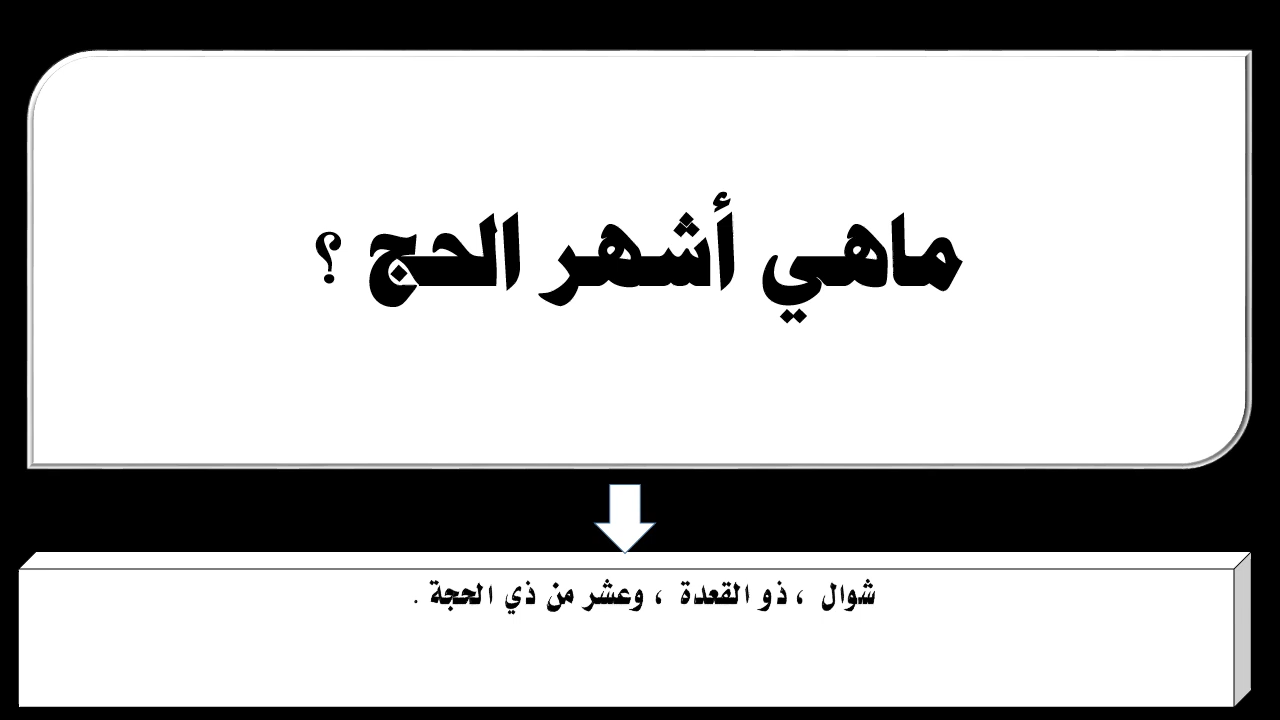 ماهي أشهر الحج ؟
شوال ، ذو القعدة ، وعشر من ذي الحجة .